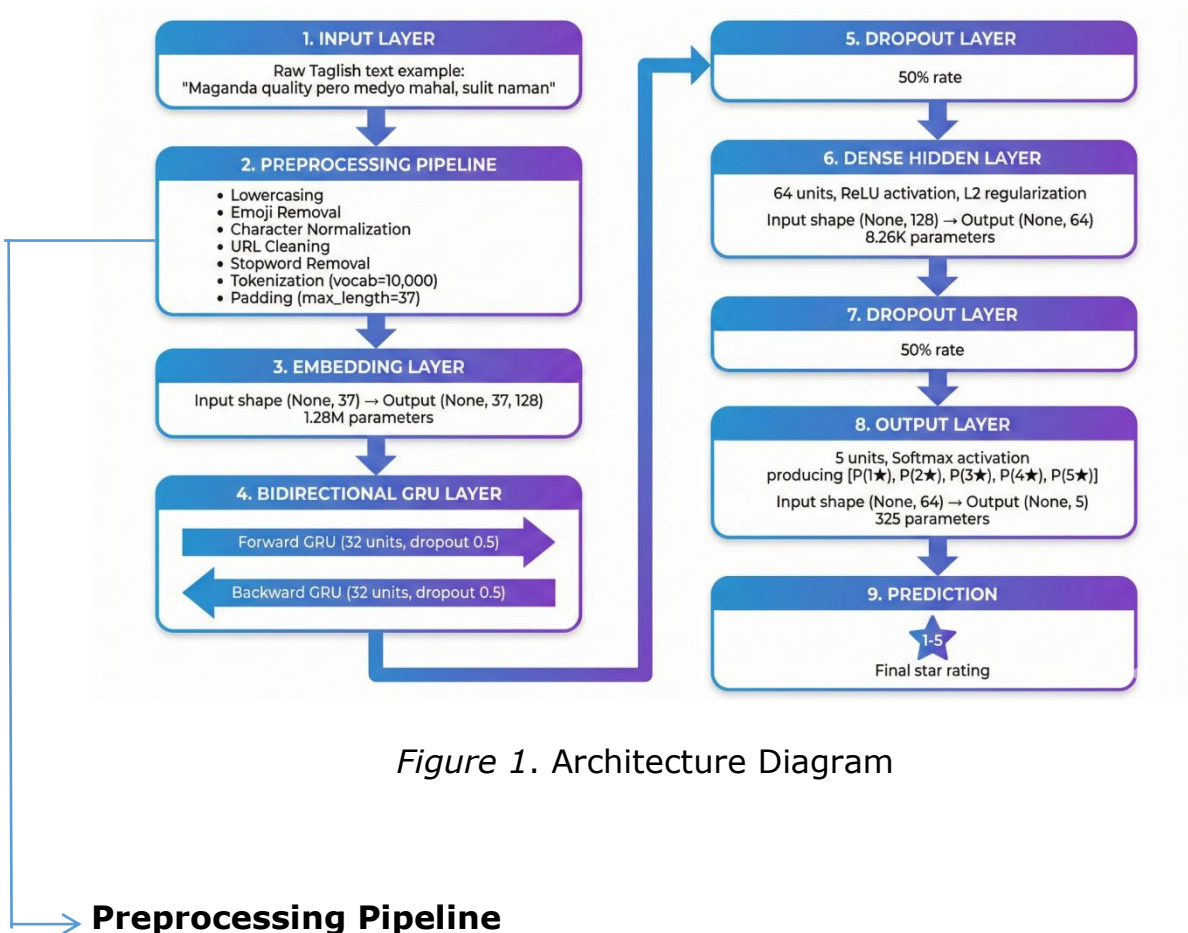 1. INPUT LAYER
Raw Taglish text example:
"Maganda quality pero medyo mahal, sulit naman"
2. PREPROCESSING PIPELINE
• Lowercasing
• Emoji Removal
• Character Normalization
• URL Cleaning
• Stopword Removal
• Tokenization (vocab=10,000)
• Padding (max_length=37)
3. EMBEDDING LAYER
Input shape (None, 37) → Output (None, 37, 128)
1.28M parameters
4. BIDIRECTIONAL GRU LAYER
Forward GRU (32 units, dropout 0.5)
Backward GRU (32 units, dropout 0.5)
5. DROPOUT LAYER
50% rate
6. DENSE HIDDEN LAYER
64 units, ReLU activation, L2 regularization
Input shape (None, 128) → Output (None, 64)
8.26K parameters
7. DROPOUT LAYER
50% rate
8. OUTPUT LAYER
5 units, Softmax activation
producing [P(1★), P(2★), P(3★), P(4★), P(5★)]
Input shape (None, 64) → Output (None, 5)
325 parameters
9. PREDICTION
1-5
Final star rating
Figure 1. Architecture Diagram
Preprocessing Pipeline